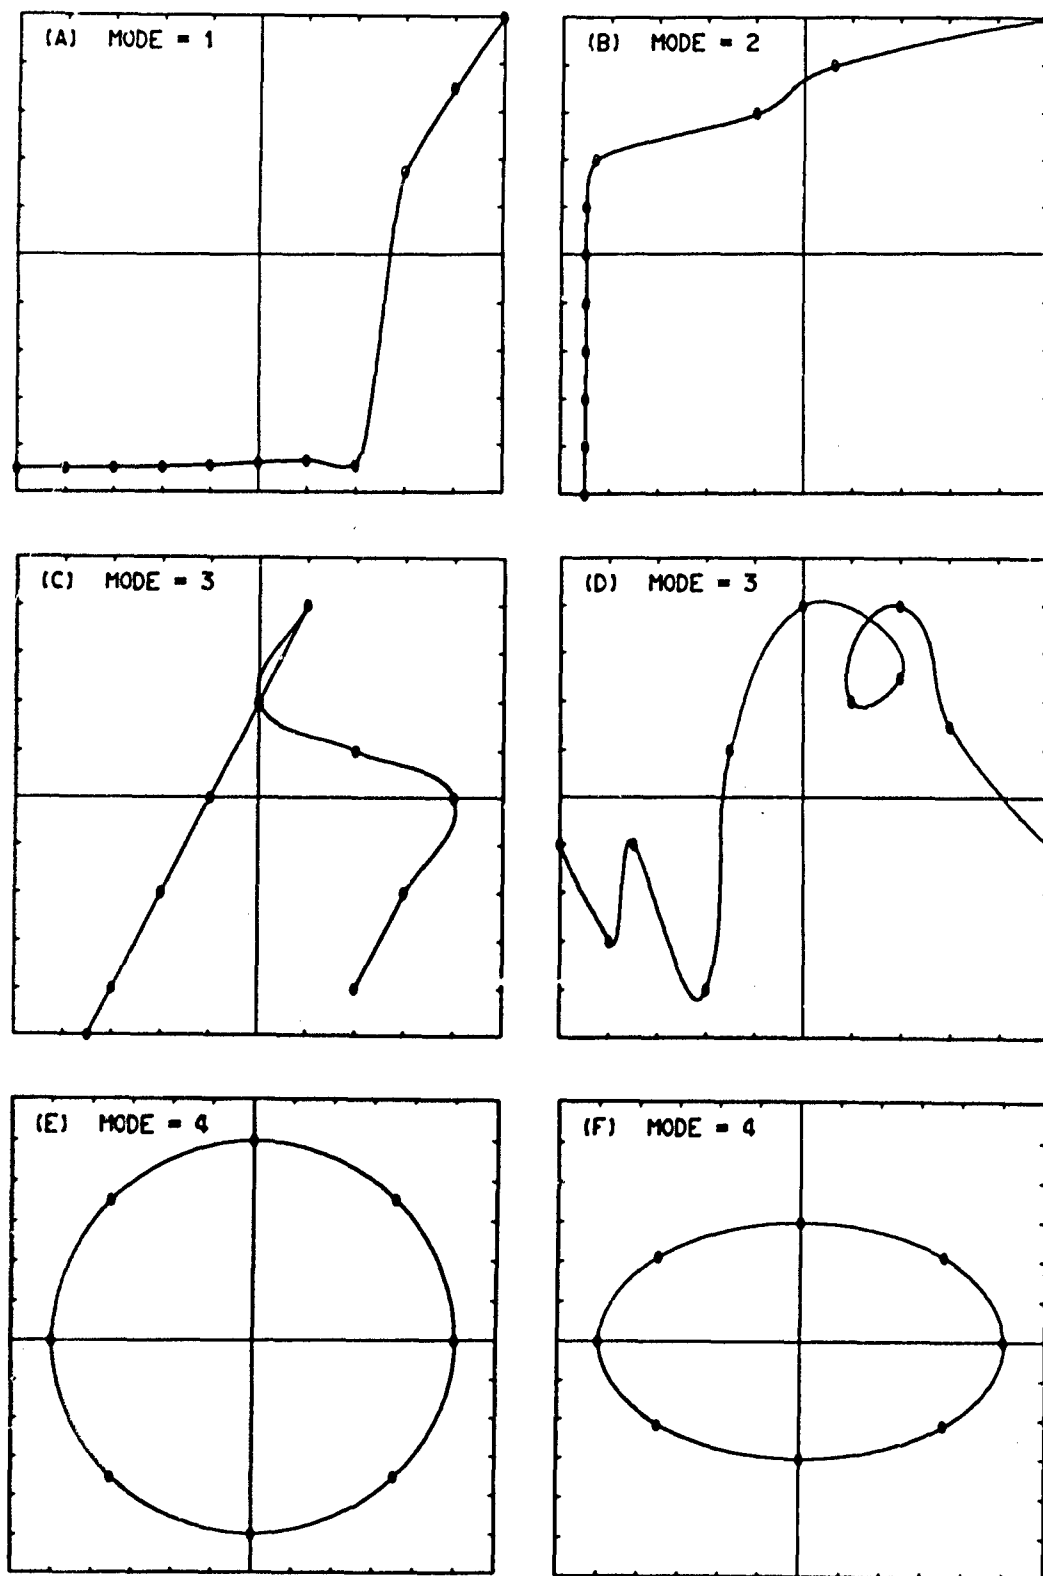 (A) MODE = 1
(B) MODE = 2
(C) MODE = 3
(D) MODE = 3
(E) MODE = 4
(F) MODE = 4